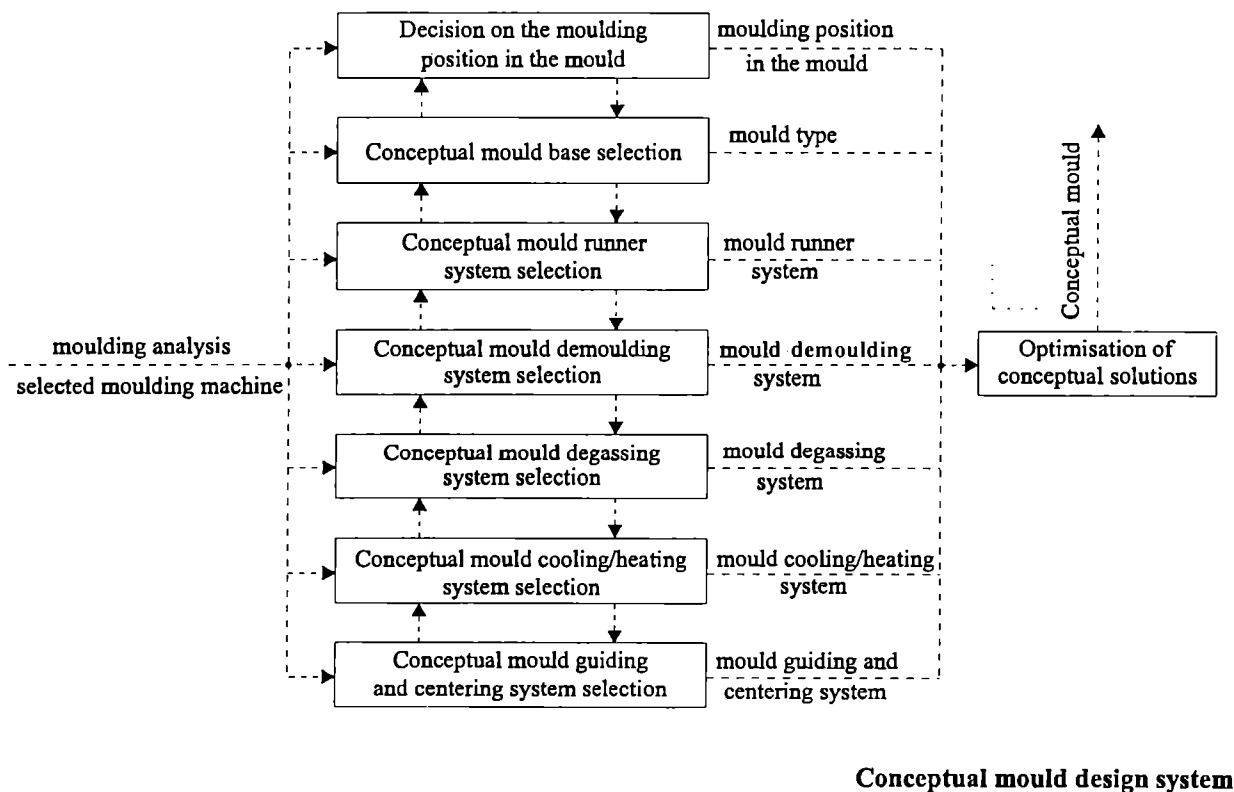 Decision on the moulding
position in the mould
moulding position
in the mould
Conceptual mould base selection
mould type
Conceptual mould runner
system selection
mould runner
system
moulding analysis
selected moulding machine
Conceptual mould demoulding
system selection
mould demoulding
system
Conceptual mould
Optimisation of
conceptual solutions
Conceptual mould degassing
system selection
mould degassing
system
Conceptual mould cooling/heating
system selection
mould cooling/heating
system
Conceptual mould guiding
and centering system selection
mould guiding and
centering system
Conceptual mould design system